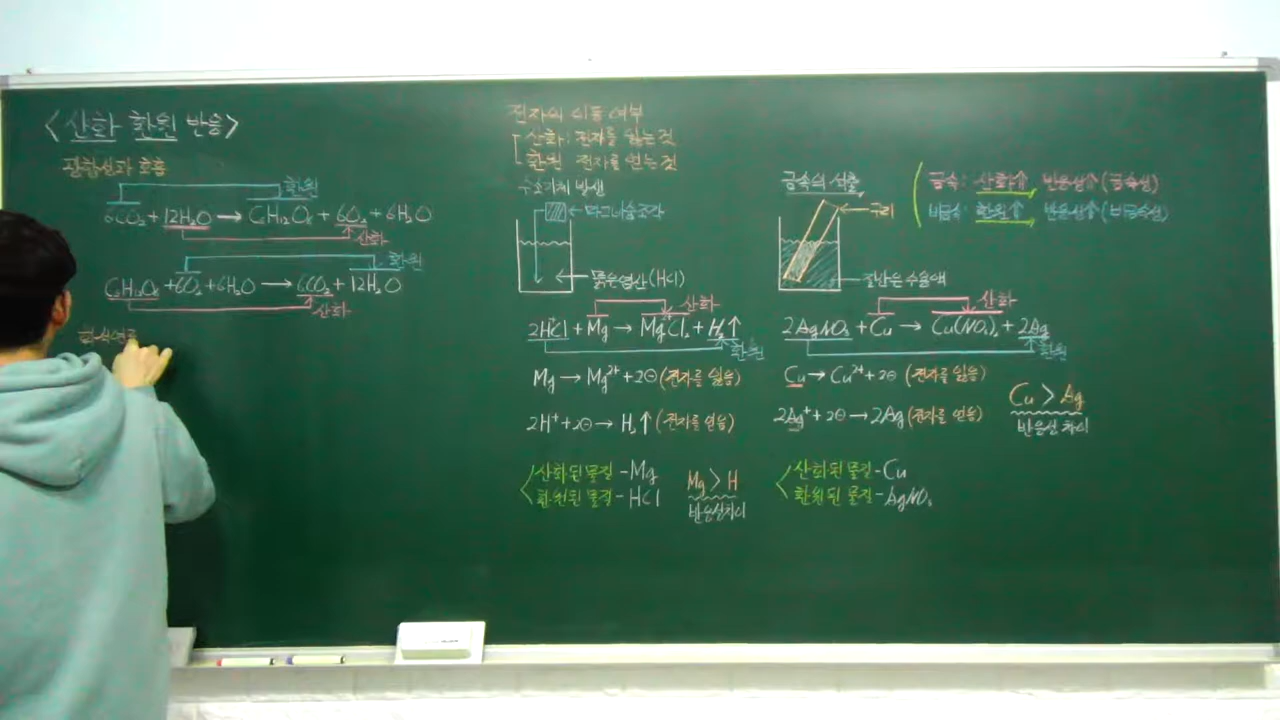 <산화 환원 반응>
광합성과 호흡
환원
6CO₂ + 12H₂O → C₆H₁₂O₆ + 6O₂ + 6H₂O
산화
환원
C₆H₁₂O₆ + 6O₂ + 6H₂O → 6CO₂ + 12H₂O
산화
화석연료
전자의 이동 여부
산화: 전자를 잃는 것
환원 전자를 얻는 것
수소기체 발생
마그네슘조각
묽은염산(HCl)
산화
2HCl + Mg → MgCl₂ + H₂↑
환원
Mg → Mg²⁺ + 2⊖ (전자를 잃음)
2H⁺ + 2⊖ → H₂↑ (전자를 얻음)
산화된 물질 - Mg
환원된 물질 - HCl
Mg > H
반응성차이
금속의 석출
구리
질산은 수용액
산화
2AgNO₃ + Cu → Cu(NO₃)₂ + 2Ag
환원
Cu → Cu²⁺ + 2⊖ (전자를 잃음)
2Ag⁺ + 2⊖ → 2Ag (전자를 얻음)
산화된 물질 - Cu
환원된 물질 - AgNO₃
Cu > Ag
반응성 차이
금속: 산화↑ 반응성↑ (금속성)
비금속: 환원↑ 반응성↑ (비금속성)